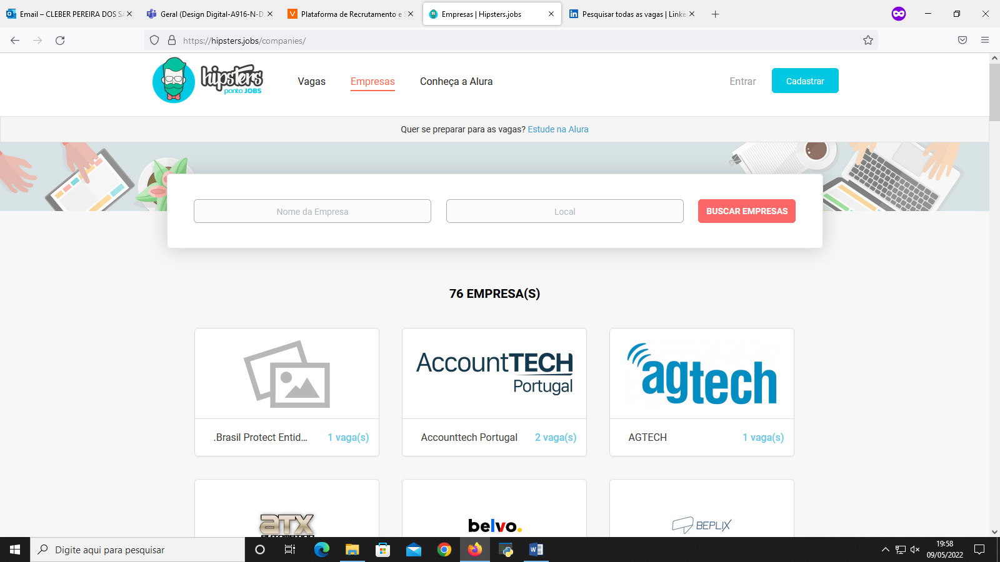 Email – CLEBER PEREIRA DOS SA
Geral (Design Digital-A916-N-D
Plataforma de Recrutamento e S
Empresas | Hipsters.jobs
Pesquisar todas as vagas | Linke
https://hipsters.jobs/companies/
hipsters
ponto JOBS
Vagas
Empresas
Conheça a Alura
Entrar
Cadastrar
Quer se preparar para as vagas? Estude na Alura
Nome da Empresa
Local
BUSCAR EMPRESAS
76 EMPRESA(S)
AccountTECH
Portugal
agtech
.Brasil Protect Entid... 1 vaga(s)
Accounttech Portugal 2 vaga(s)
AGTECH 1 vaga(s)
ATX
AUTOMATION
belvo.
BEPLIX
Digite aqui para pesquisar
19:58
09/05/2022